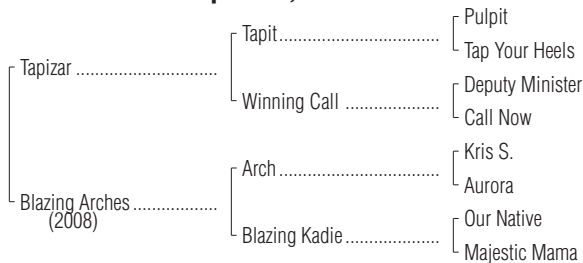 Pulpit
Tapit
Tap Your Heels
Tapizar
Deputy Minister
Winning Call
Call Now
Kris S.
Arch
Aurora
Blazing Arches
(2008)
Our Native
Blazing Kadie
Majestic Mama